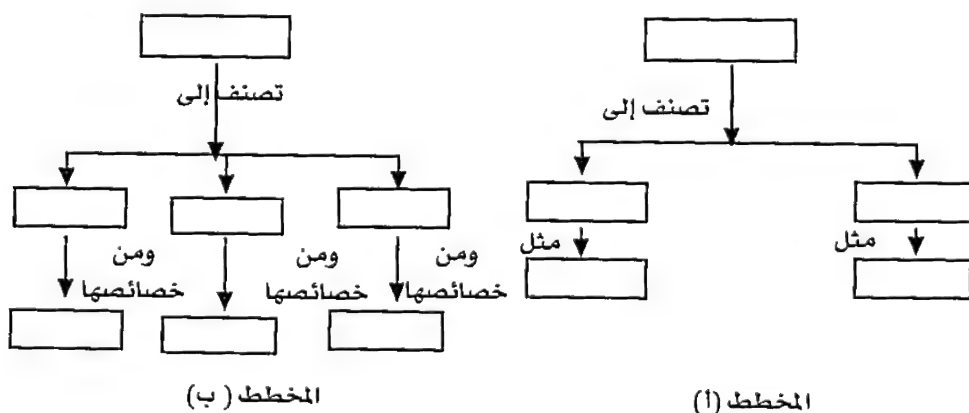 تصنف إلى
مثل
مثل
المخطط (أ)
تصنف إلى
ومن
خصائصها
ومن
خصائصها
ومن
خصائصها
المخطط (ب)